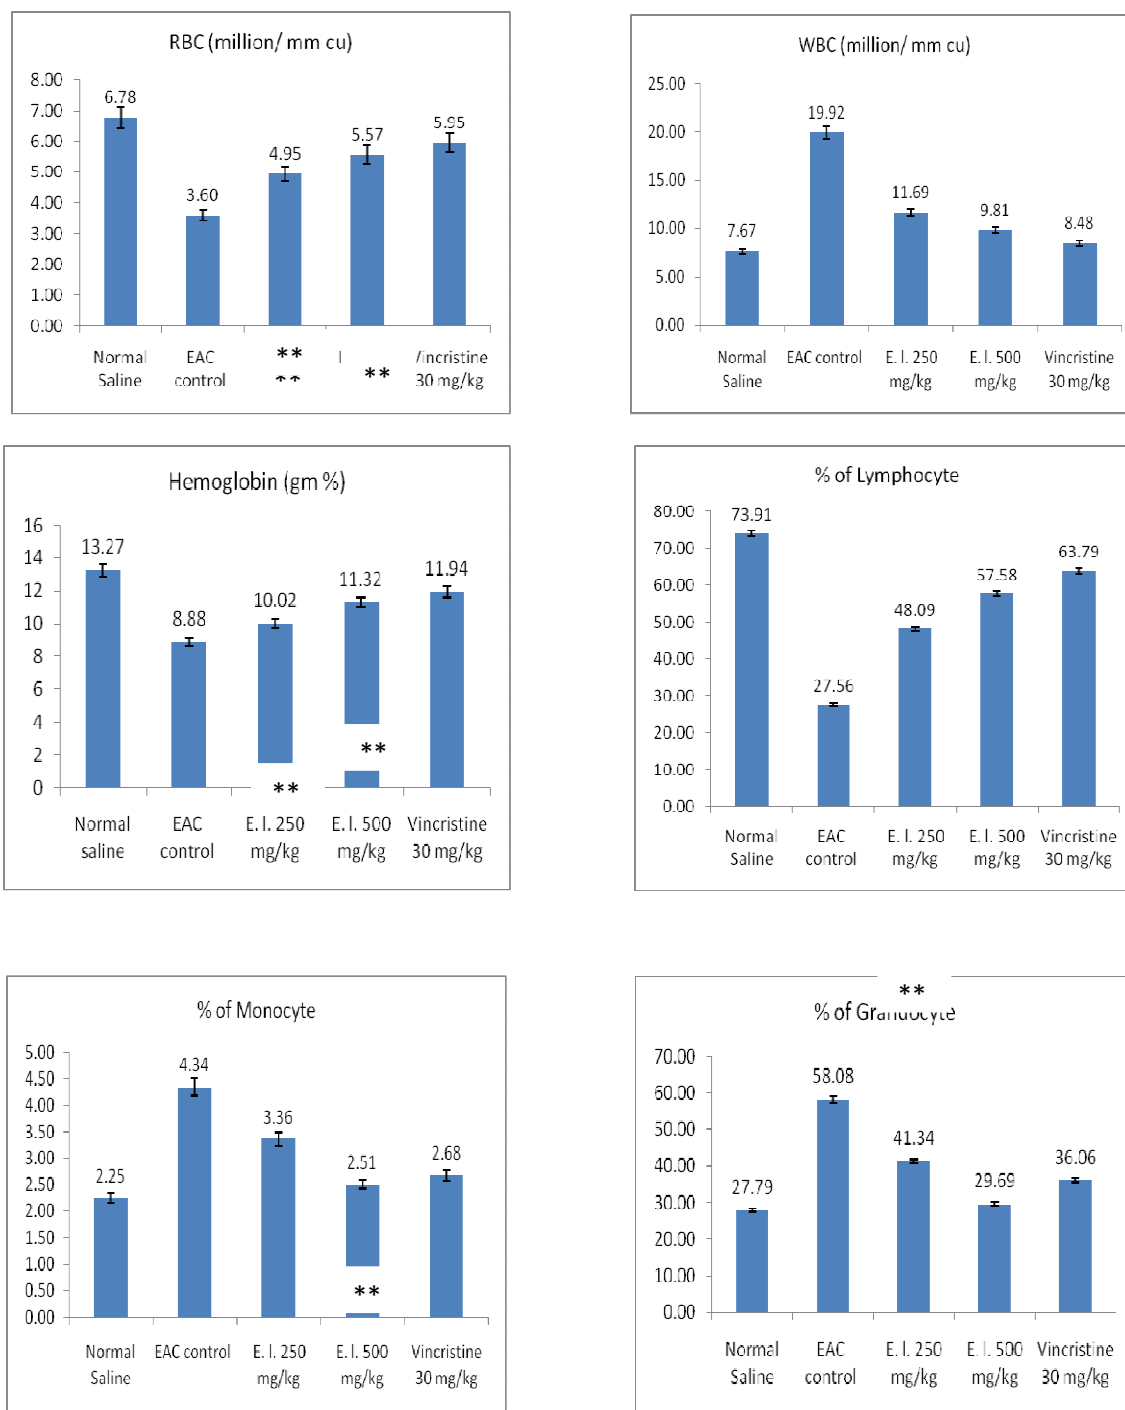 RBC (million/ mm cu)
8.00
7.00
6.00
5.00
4.00
3.00
2.00
1.00
0.00
6.78
3.60
4.95
5.57
5.95
Normal
Saline
EAC
control
**
**
**
30 mg/kg
WBC (million/ mm cu)
25.00
20.00
15.00
10.00
5.00
0.00
7.67
19.92
11.69
9.81
8.48
Normal
Saline
EAC control
E. I. 250
mg/kg
E. I. 500
mg/kg
Vincristine
30 mg/kg
Hemoglobin (gm %)
16
14
12
10
8
6
4
2
0
13.27
8.88
10.02
11.32
11.94
**
**
Normal
saline
EAC
control
E. I. 250
mg/kg
E. I. 500
mg/kg
Vincristine
30 mg/kg
% of Lymphocyte
80.00
70.00
60.00
50.00
40.00
30.00
20.00
10.00
0.00
73.91
27.56
48.09
57.58
63.79
Normal
Saline
EAC
control
E. I. 250
mg/kg
E. I. 500
mg/kg
Vincristine
30 mg/kg
% of Monocyte
5.00
4.50
4.00
3.50
3.00
2.50
2.00
1.50
1.00
0.50
0.00
2.25
4.34
3.36
2.51
2.68
**
Normal
Saline
EAC control
E. I. 250
mg/kg
E. I. 500
mg/kg
Vincristine
30 mg/kg
**
% of
70.00
60.00
50.00
40.00
30.00
20.00
10.00
0.00
27.79
58.08
41.34
29.69
36.06
Normal
Saline
EAC
control
E. I. 250
mg/kg
E. I. 500
mg/kg
Vincristine
30 mg/kg